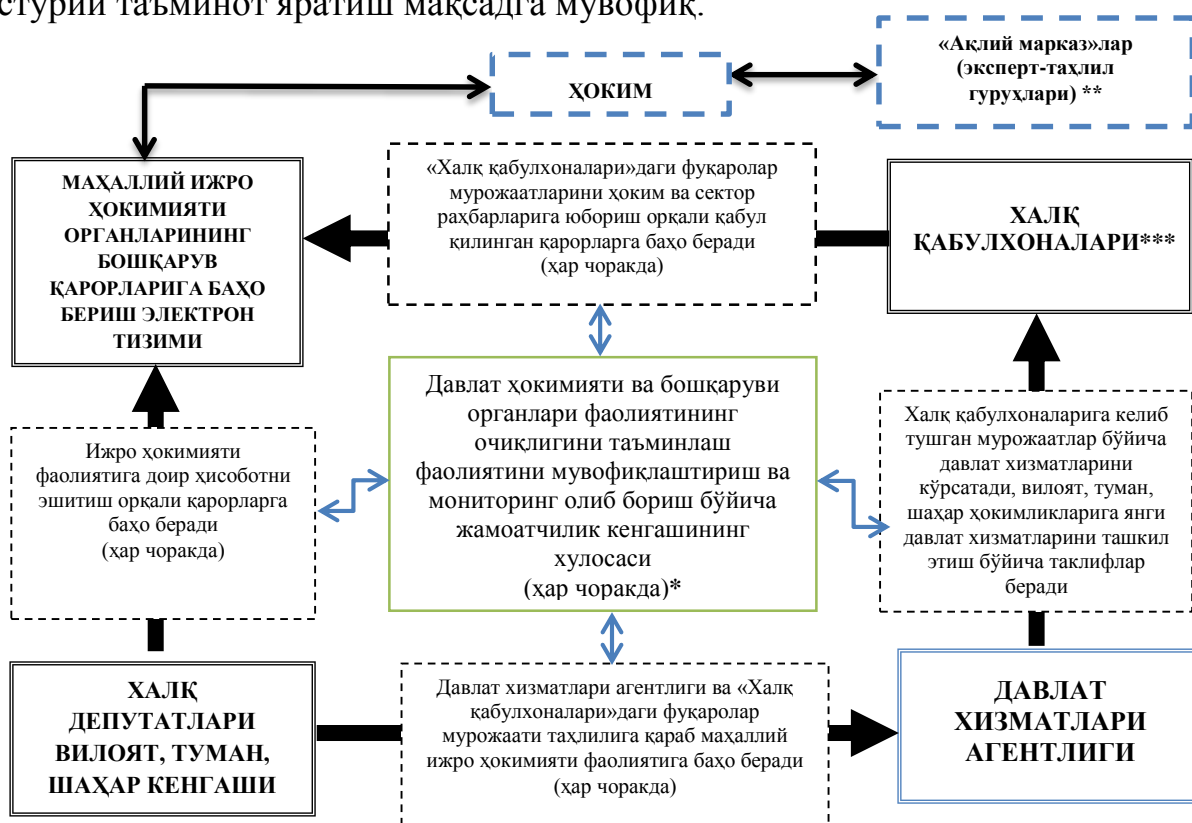 стурий таъминот яратиш мақсадга мувофиқ.
«Ақлий марказ»лар
(эксперт-таҳлил
гуруҳлари) **
ҲОКИМ
МАҲАЛЛИЙ ИЖРО
ҲОКИМИЯТИ
ОРГАНЛАРИНИНГ
БОШҚАРУВ
ҚАРОРЛАРИГА БАҲО
БЕРИШ ЭЛЕКТРОН
ТИЗИМИ
«Халқ қабулхоналари»даги фуқаролар
мурожаатларини ҳоким ва сектор
раҳбарларига юбориш орқали қабул
қилинган қарорларга баҳо беради
(ҳар чоракда)
ХАЛҚ
ҚАБУЛХОНАЛАРИ***
Ижро ҳокимияти
фаолиятига доир ҳисоботни
эшитиш орқали қарорларга
баҳо беради
(ҳар чоракда)
Давлат ҳокимияти ва бошқаруви
органлари фаолиятининг
очиқлигини таъминлаш
фаолиятини мувофиқлаштириш ва
мониторинг олиб бориш бўйича
жамоатчилик кенгашининг
хулосаси
(ҳар чоракда)*
Халқ қабулхоналарига келиб
тушган мурожаатлар бўйича
давлат хизматларини
кўрсатади, вилоят, туман,
шаҳар ҳокимликларига янги
давлат хизматларини ташкил
этиш бўйича таклифлар
беради
ХАЛҚ
ДЕПУТАТЛАРИ
ВИЛОЯТ, ТУМАН,
ШАҲАР КЕНГАШИ
Давлат хизматлари агентлиги ва «Халқ
қабулхоналари»даги фуқаролар
мурожаати таҳлилига қараб маҳаллий
ижро ҳокимияти фаолиятига баҳо беради
(ҳар чоракда)
ДАВЛАТ
ХИЗМАТЛАРИ
АГЕНТЛИГИ